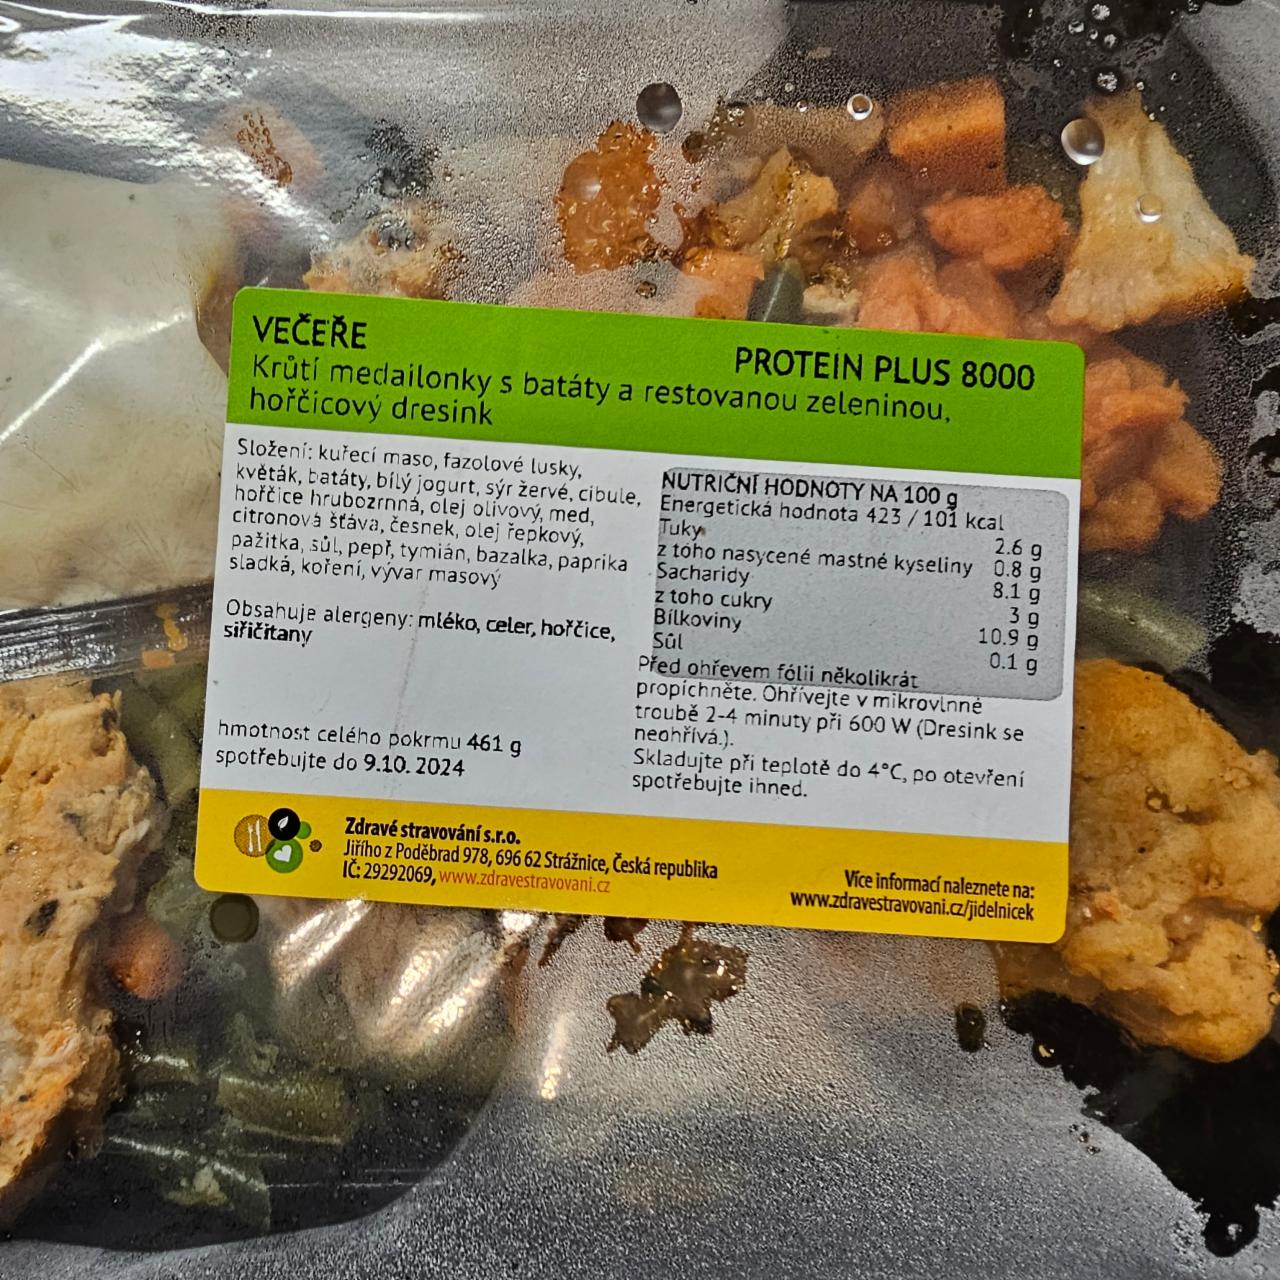 VEČEŘE
PROTEIN PLUS 8000
Krůtí medailonky s batáty a restovanou zeleninou,
hořčicový dresink
Složení: kuřecí maso, fazolové lusky,
květák, batáty, bílý jogurt, sýr žervé, cibule,
hořčice hrubozrnná, olej olivový, med,
citronová šťáva, česnek, olej řepkový,
pažitka, sůl, pepř, tymián, bazalka, paprika
sladká, koření, vývar masový
Obsahuje alergeny: mléko, celer, hořčice,
siřičitany
hmotnost celého pokrmu 461 g
spotřebujte do 9.10. 2024
NUTRIČNÍ HODNOTY NA 100 g
Energetická hodnota 423 / 101 kcal
Tuky 2.6 g
z toho nasycené mastné kyseliny 0.8 g
Sacharidy 8.1 g
z toho cukry 3 g
Bílkoviny 10.9 g
Sůl 0.1 g
Před ohřevem fólii několikrát
propíchněte. Ohřívejte v mikrovlnné
troubě 2-4 minuty při 600 W (Dresink se
neohřívá.).
Skladujte při teplotě do 4°C, po otevření
spotřebujte ihned.
Zdravé stravování s.r.o.
Jiřího z Poděbrad 978, 696 62 Strážnice, Česká republika
IČ: 29292069, www.zdravestravovani.cz
Více informací naleznete na:
www.zdravestravovani.cz/jidelnicek